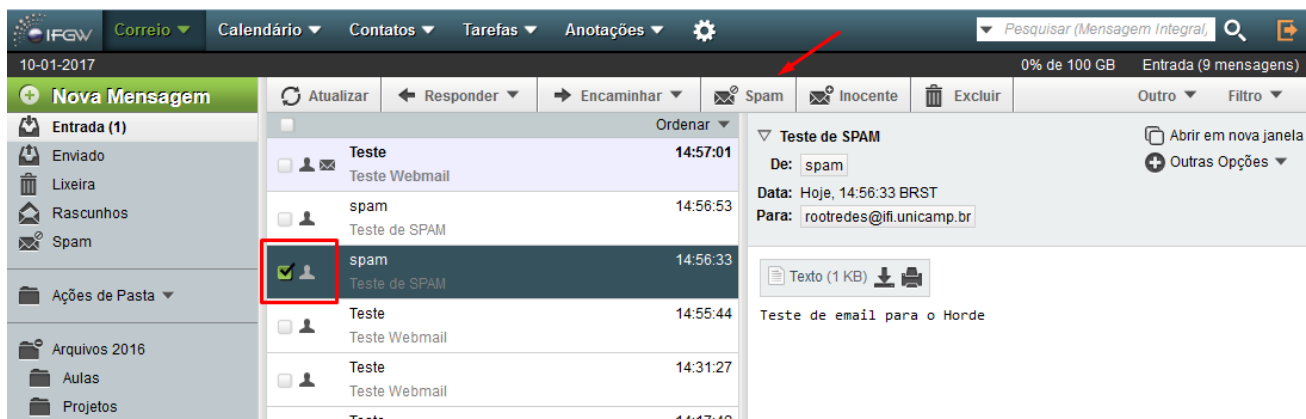 IFGW Correio Calendário Contatos Tarefas Anotações Pesquisar (Mensagem Integral,
10-01-2017 0% de 100 GB Entrada (9 mensagens)
Nova Mensagem Atualizar Responder Encaminhar Spam Inocente Excluir Outro Filtro
Entrada (1)
Enviado
Lixeira
Rascunhos
Spam
Ações de Pasta
Arquivos 2016
Aulas
Projetos
Ordenar
Teste 14:57:01
Teste Webmail
spam 14:56:53
Teste de SPAM
spam 14:56:33
Teste de SPAM
Teste 14:55:44
Teste Webmail
Teste 14:31:27
Teste Webmail
Teste de SPAM Abrir em nova janela
De: spam Outras Opções
Data: Hoje, 14:56:33 BRST
Para: rootredes@ifi.unicamp.br
Texto (1 KB)
Teste de email para o Horde